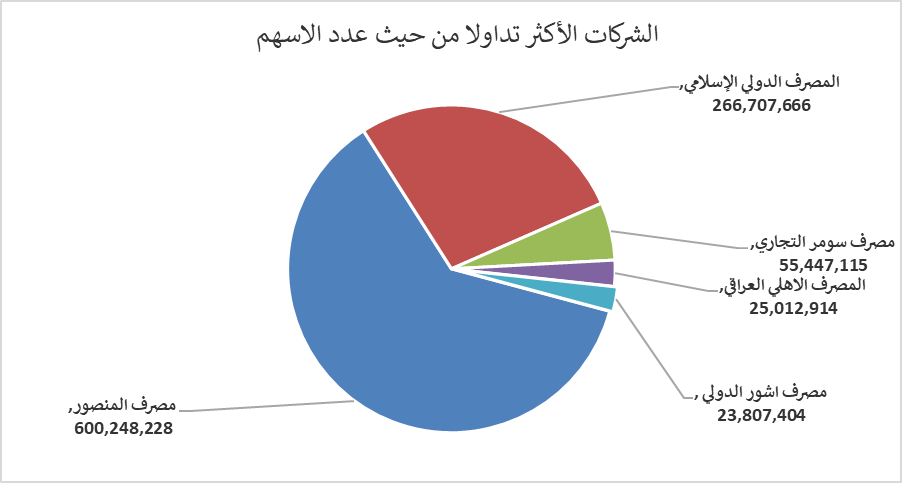 الشركات الأكثر تداولا من حيث عدد الاسهم
المصرف الدولي الإسلامي,
266,707,666
مصرف سومر التجاري,
55,447,115
المصرف الاهلي العراقي,
25,012,914
مصرف اشور الدولي ,
23,807,404
مصرف المنصور,
600,248,228